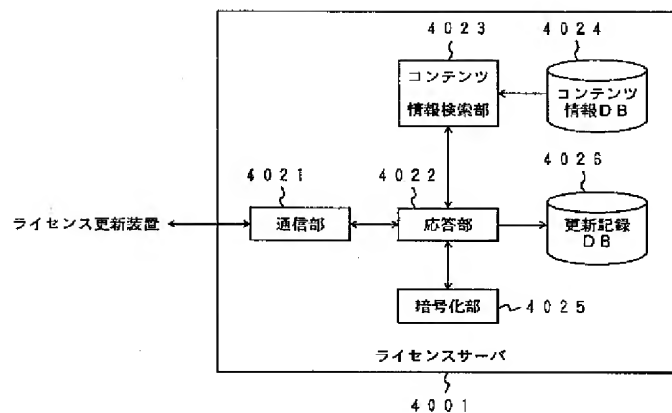 4023
4024
コンテンツ
情報検索部
コンテンツ
情報DB
4021
4022
4026
ライセンス更新装置
通信部
応答部
更新記録
DB
暗号化部
4025
ライセンスサーバ
4001